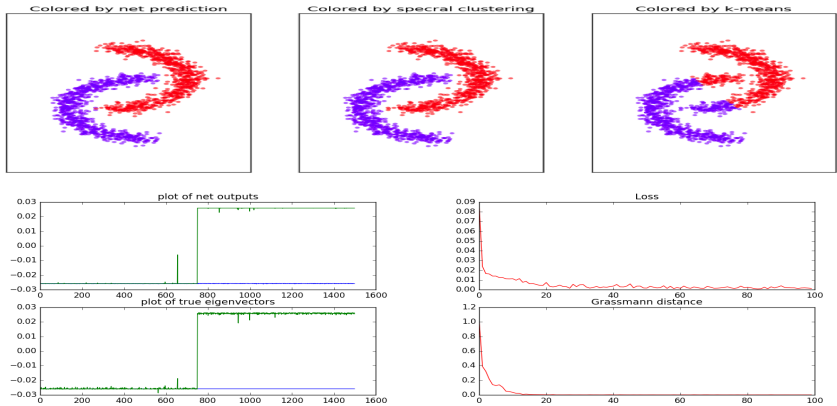 Colored by net prediction
Colored by specral clustering
Colored by k-means
plot of net outputs
0.03
0.02
0.01
0.00
−0.01
−0.02
−0.03
0 200 400 600 800 1000 1200 1400 1600
Loss
0.09
0.08
0.07
0.06
0.05
0.04
0.03
0.02
0.01
0.00
0 20 40 60 80 100
plot of true eigenvectors
0.03
0.02
0.01
0.00
−0.01
−0.02
−0.03
0 200 400 600 800 1000 1200 1400 1600
Grassmann distance
1.2
1.0
0.8
0.6
0.4
0.2
0.0
0 20 40 60 80 100